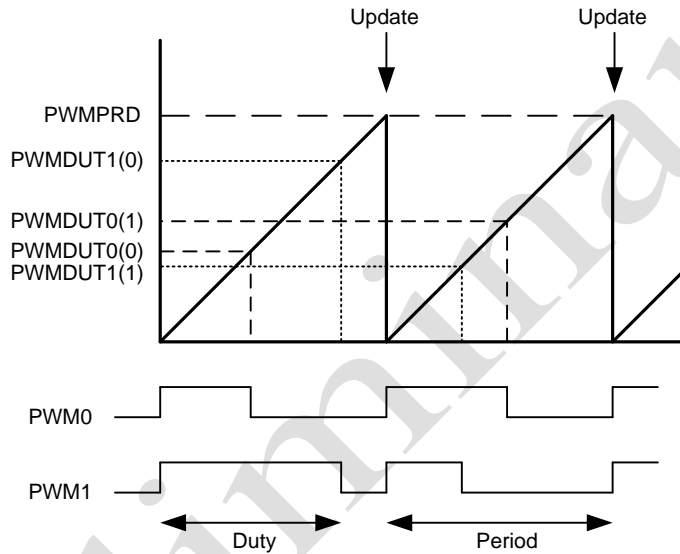 Update Update
PWMPRD
PWMDUT1(0)
PWMDUT0(1)
PWMDUT0(0)
PWMDUT1(1)
PWM0
PWM1
Duty Period